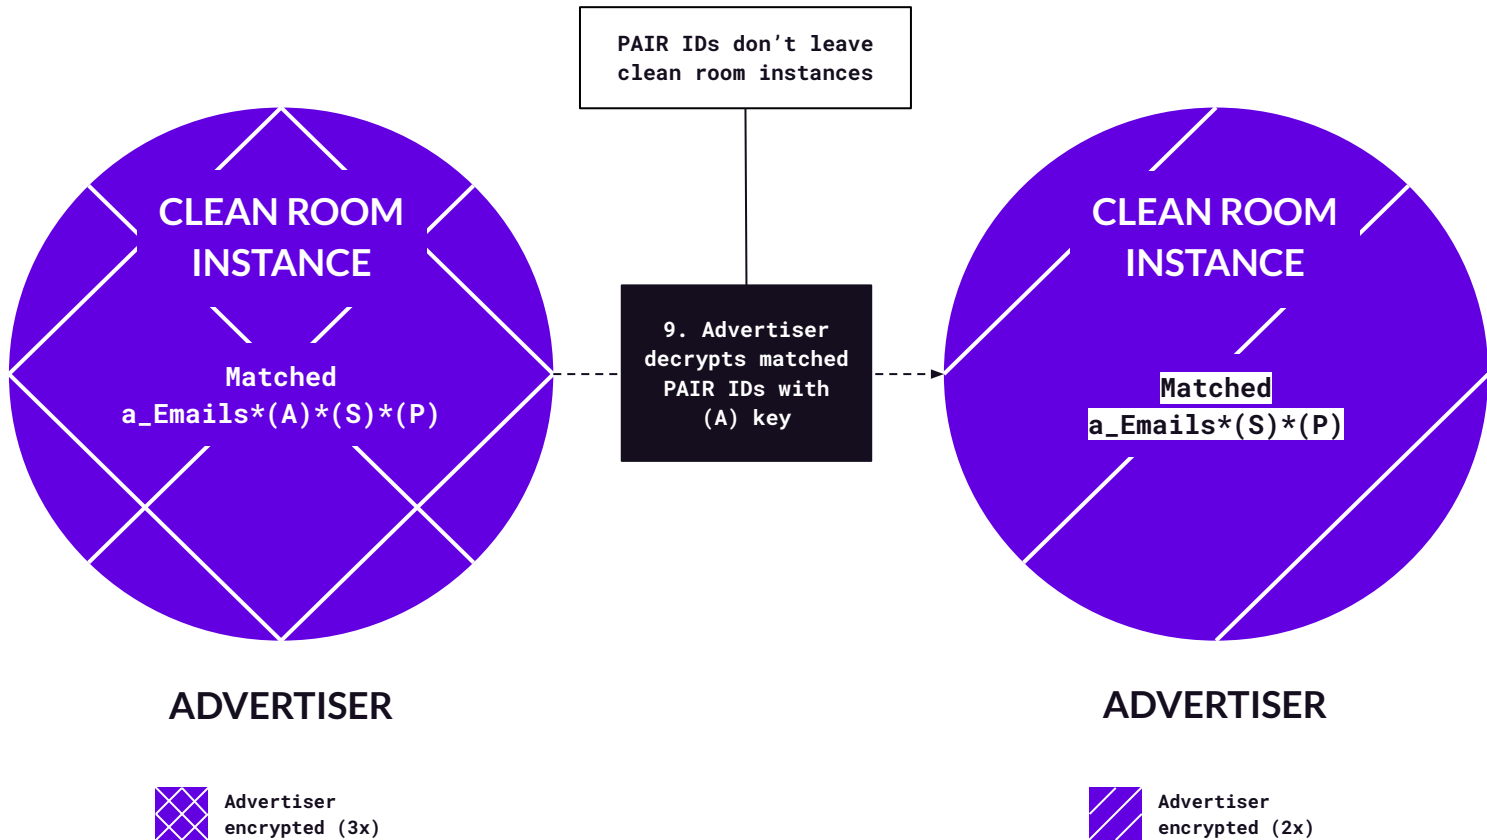 PAIR IDs don't leave
clean room instances
CLEAN ROOM
INSTANCE
Matched
a_Emails*(A)*(S)*(P)
9. Advertiser
decrypts matched
PAIR IDs with
(A) key
CLEAN ROOM
INSTANCE
Matched
a_Emails*(S)*(P)
ADVERTISER
ADVERTISER
Advertiser
encrypted (3x)
Advertiser
encrypted (2x)